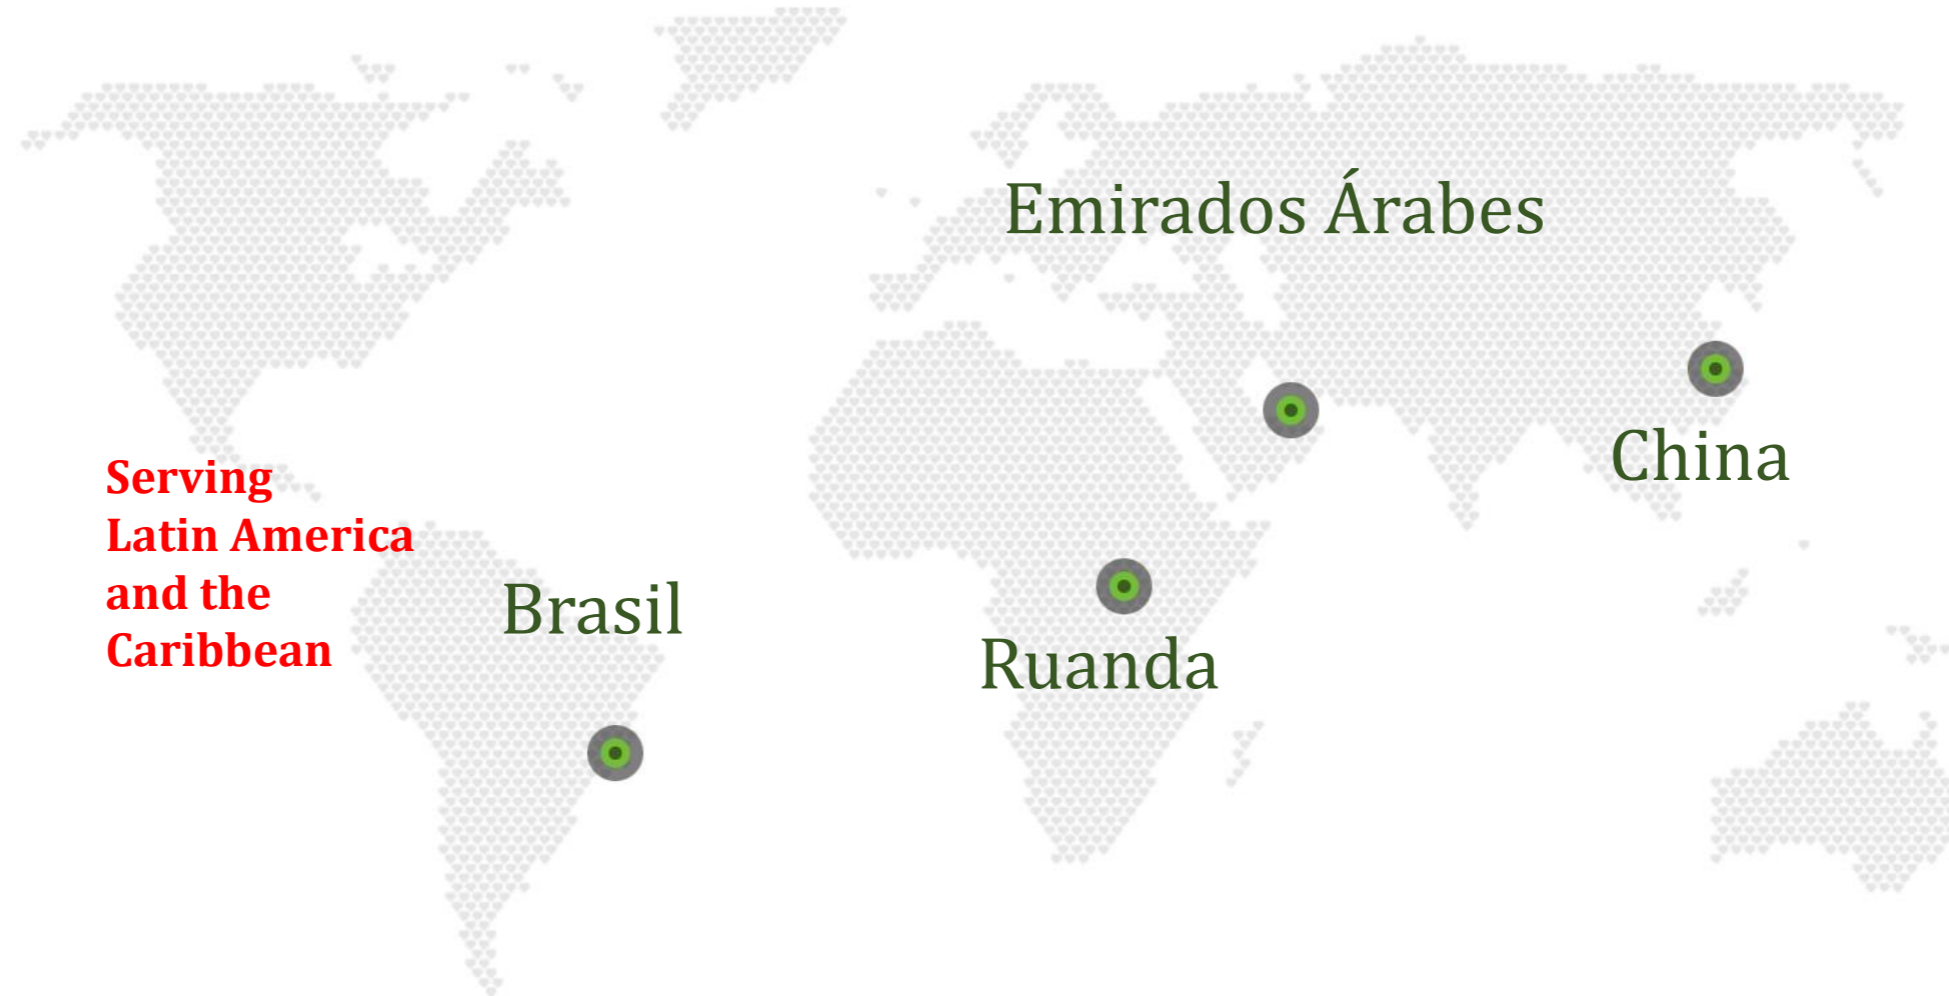 Emirados Árabes
China
Serving
Latin America
and the
Caribbean
Brasil
Ruanda